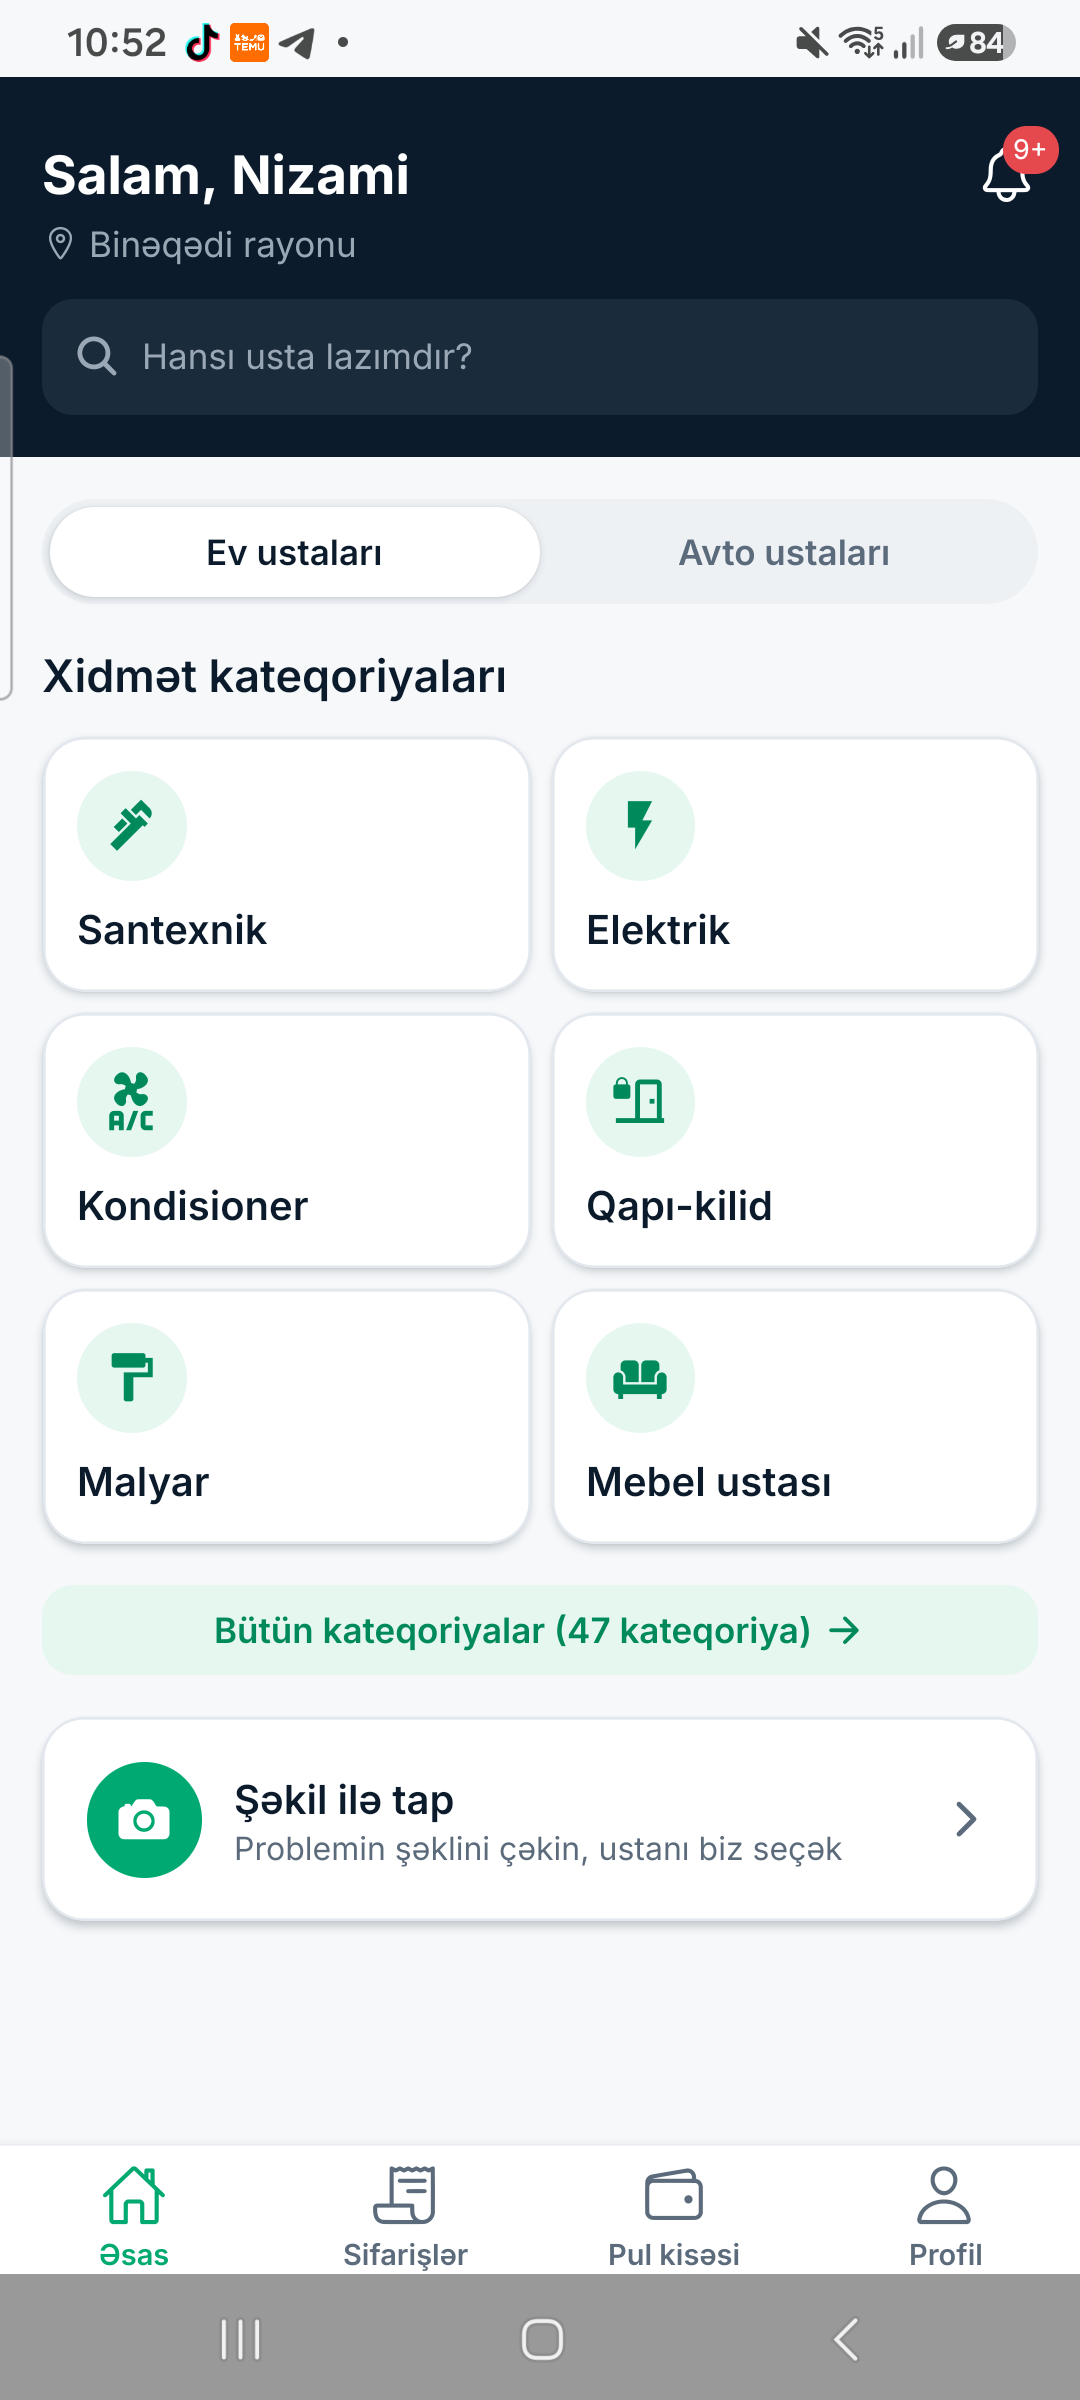 10:52
TEMU
5
84
Salam, Nizami
9+
Binəqədi rayonu
Hansı usta lazımdır?
Ev ustaları
Avto ustaları
Xidmət kateqoriyaları
Santexnik
Elektrik
A/C
Kondisioner
Qapı-kilid
Malyar
Mebel ustası
Bütün kateqoriyalar (47 kateqoriya) →
Şəkil ilə tap
Problemin şəklini çəkin, ustanı biz seçək
Əsas
Sifarişlər
Pul kisəsi
Profil